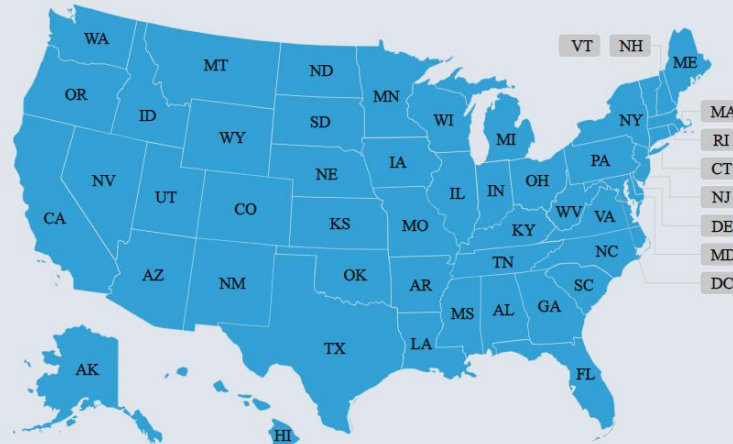 WA
VT NH
ME
MT
ND
OR
MN
ID
SD
WI
NY
MA
WY
MI
RI
IA
PA
CT
NE
NV
OH
NJ
UT
IL
IN
CO
WV
VA
CA
KS
MO
KY
DE
NC
MD
TN
AZ
NM
OK
AR
SC
DC
MS
AL
GA
TX
LA
AK
FL
HI